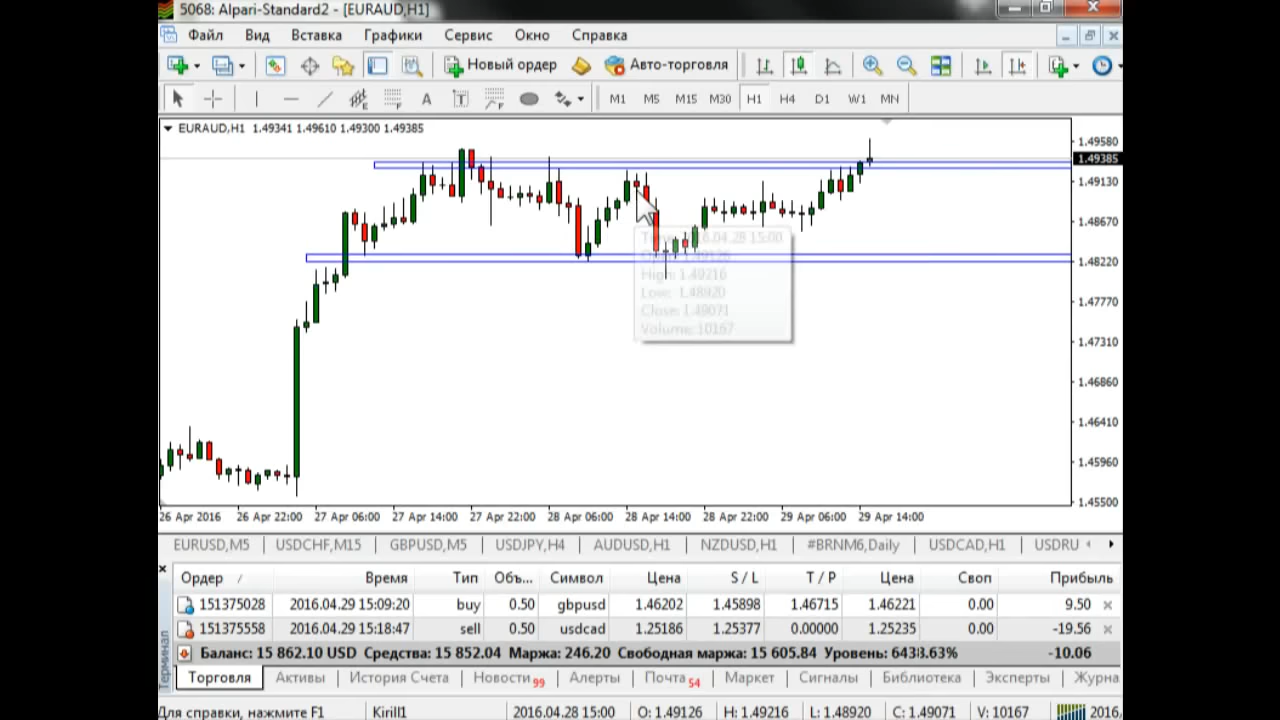 5068: Alpari-Standard2 - [EURAUD,H1]
Файл Вид Вставка Графики Сервис Окно Справка
Новый ордер Авто-торговля
A T M1 M5 M15 M30 H1 H4 D1 W1 MN
EURAUD,H1 1.49341 1.49610 1.49300 1.49385
1.49580
1.49385
1.49130
1.48670
1.48220
1.47770
1.47310
1.46860
1.46410
1.45960
1.45500
2016.04.28 15:00
Open: 1.49126
High: 1.49216
Low: 1.48920
Close: 1.49071
Volume: 10167
26 Apr 2016 26 Apr 22:00 27 Apr 06:00 27 Apr 14:00 27 Apr 22:00 28 Apr 06:00 28 Apr 14:00 28 Apr 22:00 29 Apr 06:00 29 Apr 14:00
EURUSD,M5 USDCHF,M15 GBPUSD,M5 USDJPY,H4 AUDUSD,H1 NZDUSD,H1 #BRNM6,Daily USDCAD,H1 USDRU
Ордер / Время Тип Объ... Символ Цена S / L T / P Цена Своп Прибыль
151375028 2016.04.29 15:09:20 buy 0.50 gbpusd 1.46202 1.45898 1.46715 1.46221 0.00 9.50
151375558 2016.04.29 15:18:47 sell 0.50 usdcad 1.25186 1.25377 0.00000 1.25235 0.00 -19.56
Баланс: 15 862.10 USD Средства: 15 852.04 Маржа: 246.20 Свободная маржа: 15 605.84 Уровень: -10.06
Терминал
Торговля Активы История Счета Новости 99 Алерты Почта 54 Маркет Сигналы Библиотека Эксперты Журна
Для справки, нажмите F1 Kirill1 2016.04.28 15:00 O: 1.49126 H: 1.49216 L: 1.48920 C: 1.49071 V: 10167 2016.